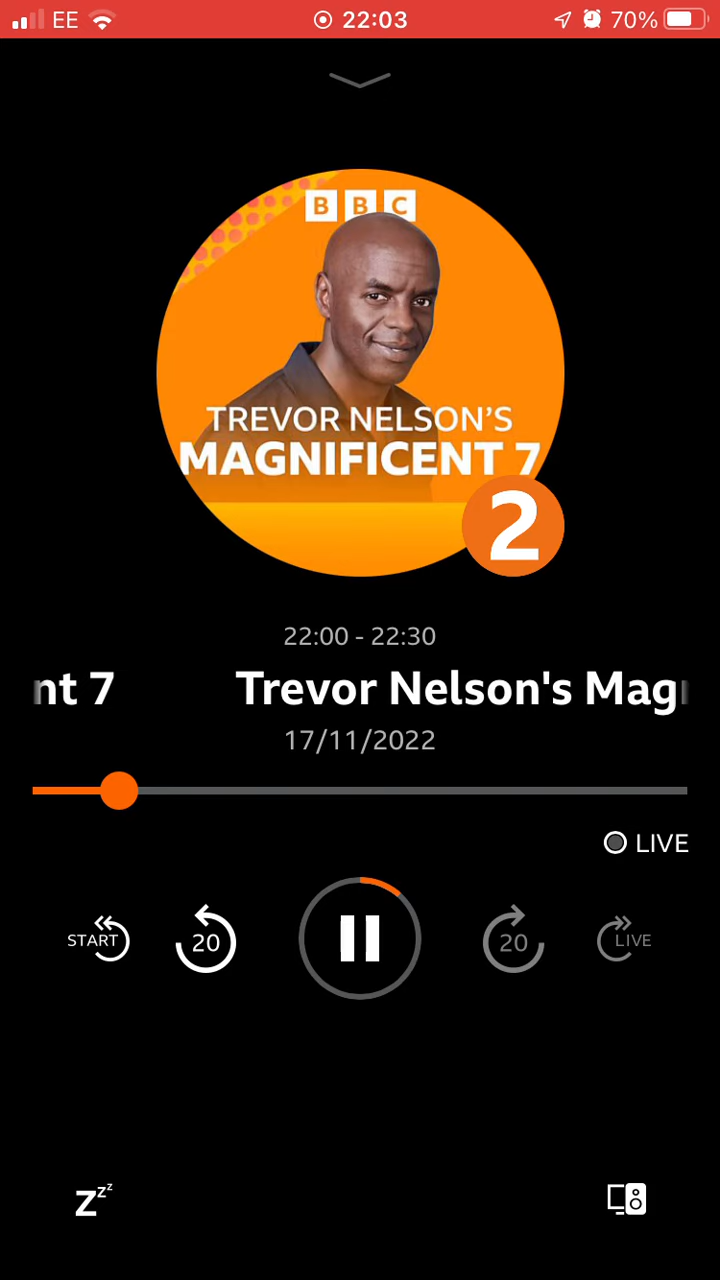 EE 22:03 70%
BBC
TREVOR NELSON'S
MAGNIFICENT 7
2
22:00 - 22:30
nt 7 Trevor Nelson's Mag
17/11/2022
LIVE
START 20 20 LIVE
Zzz